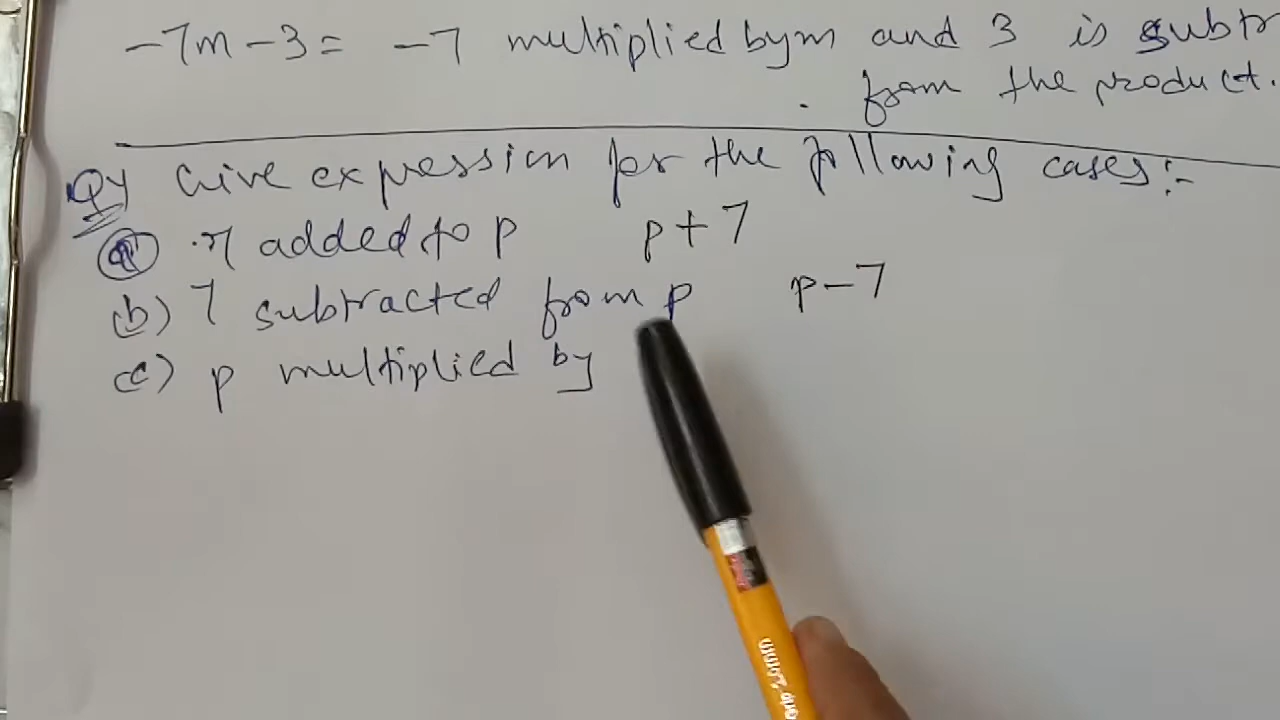 -7m-3= -7 multiplied by m and 3 is subtr
from the product.
Q4 Give expression for the following cases:-
(a) 7 added to p p+7
(b) 7 subtracted from p p-7
(c) p multiplied by